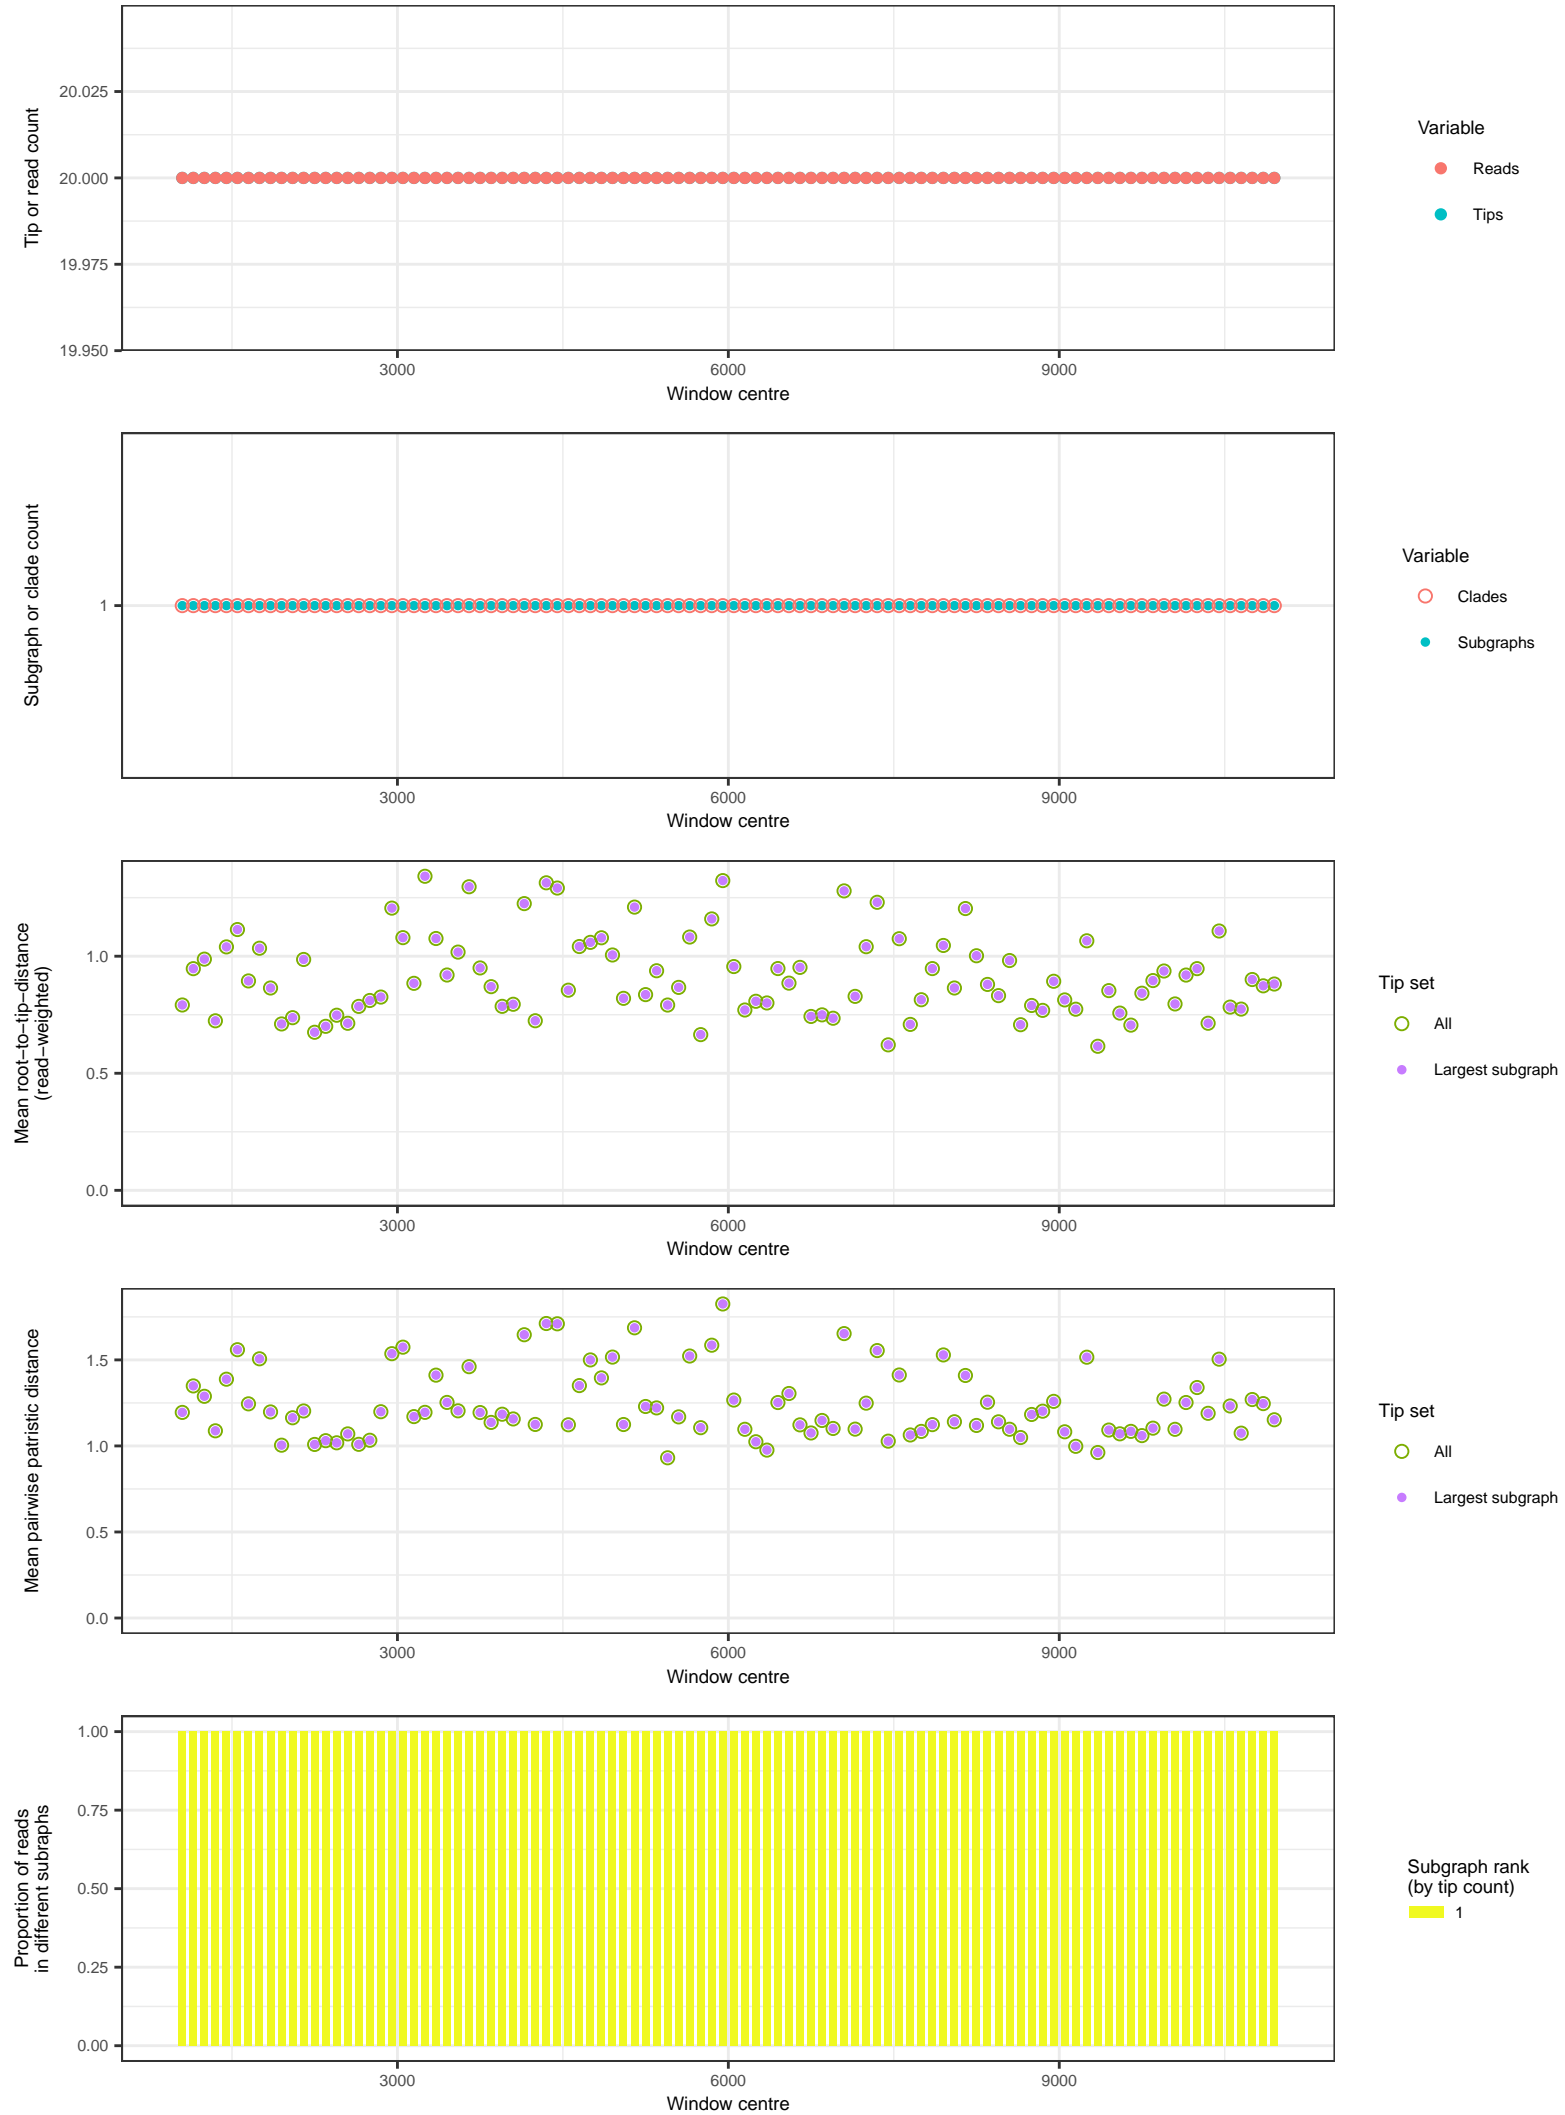 20.025
20.000
19.975
19.950
Tip or read count
3000 6000 9000
Window centre
Variable
Reads
Tips
1
Subgraph or clade count
3000 6000 9000
Window centre
Variable
Clades
Subgraphs
1.0
0.5
0.0
Mean root−to−tip−distance
(read−weighted)
3000 6000 9000
Window centre
Tip set
All
Largest subgraph
1.5
1.0
0.5
0.0
Mean pairwise patristic distance
3000 6000 9000
Window centre
Tip set
All
Largest subgraph
1.00
0.75
0.50
0.25
0.00
Proportion of reads
in different subraphs
3000 6000 9000
Window centre
Subgraph rank
(by tip count)
1